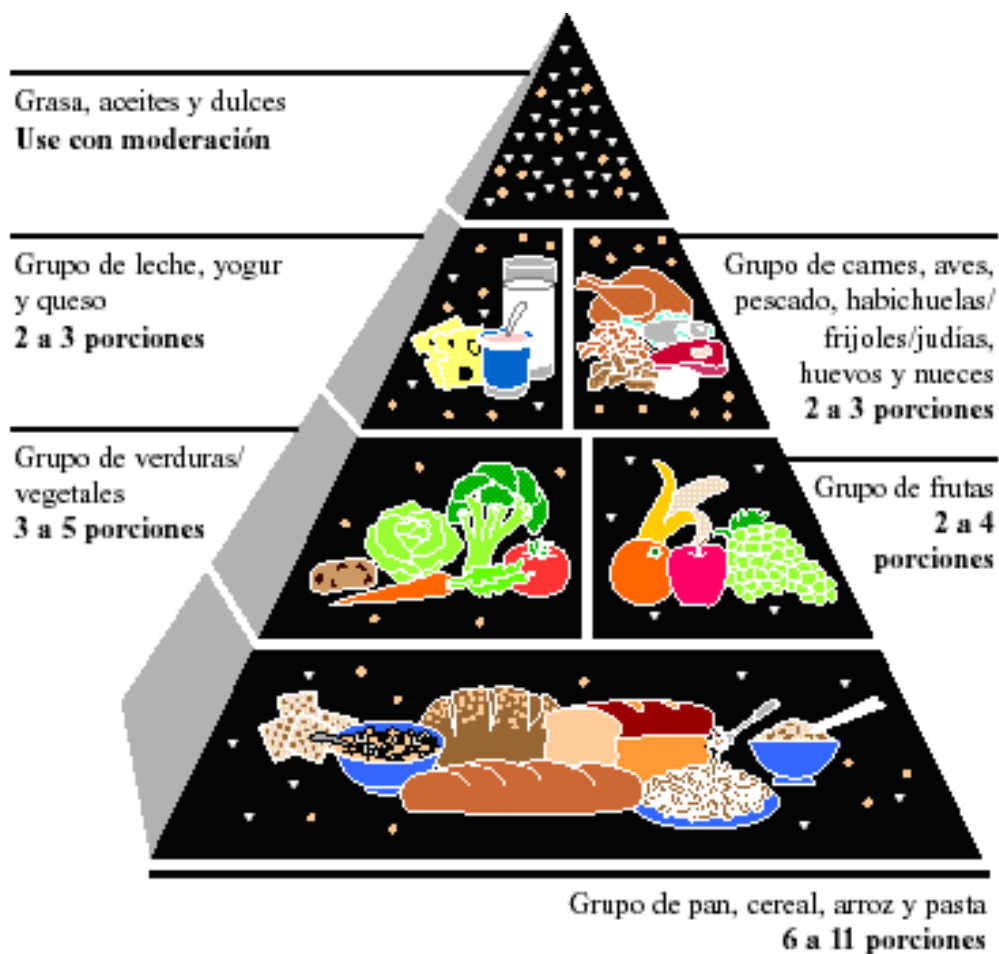 Grasa, aceites y dulces
Use con moderación
Grupo de leche, yogur
y queso
2 a 3 porciones
Grupo de carnes, aves,
pescado, habichuelas/
frijoles/judías,
huevos y nueces
2 a 3 porciones
Grupo de verduras/
vegetales
3 a 5 porciones
Grupo de frutas
2 a 4
porciones
Grupo de pan, cereal, arroz y pasta
6 a 11 porciones